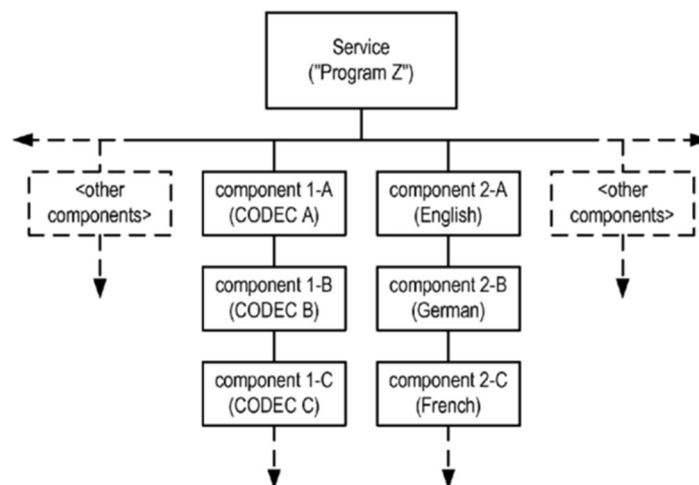 Service
("Program Z")
<other
components>
component 1-A
(CODEC A)
component 2-A
(English)
<other
components>
component 1-B
(CODEC B)
component 2-B
(German)
component 1-C
(CODEC C)
component 2-C
(French)